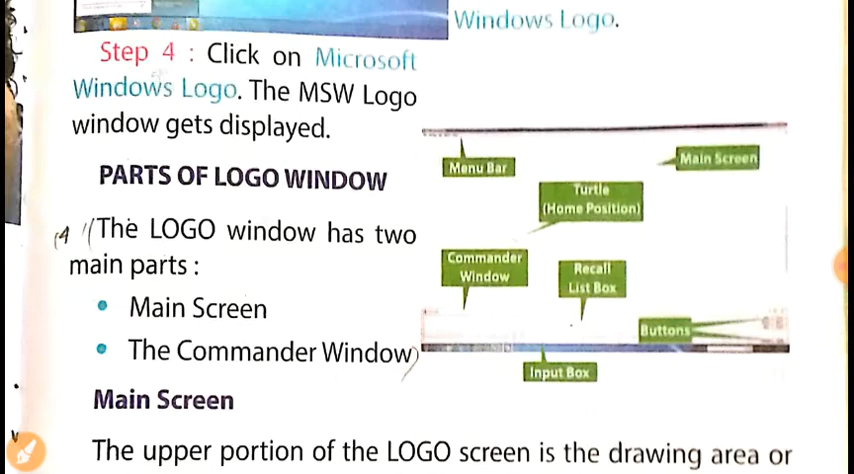 Windows Logo.
Step 4 : Click on Microsoft
Windows Logo. The MSW Logo
window gets displayed.
PARTS OF LOGO WINDOW
The LOGO window has two
main parts :
• Main Screen
• The Commander Window
Menu Bar
Main Screen
Turtle
(Home Position)
Commander
Window
Recall
List Box
Buttons
Input Box
Main Screen
The upper portion of the LOGO screen is the drawing area or